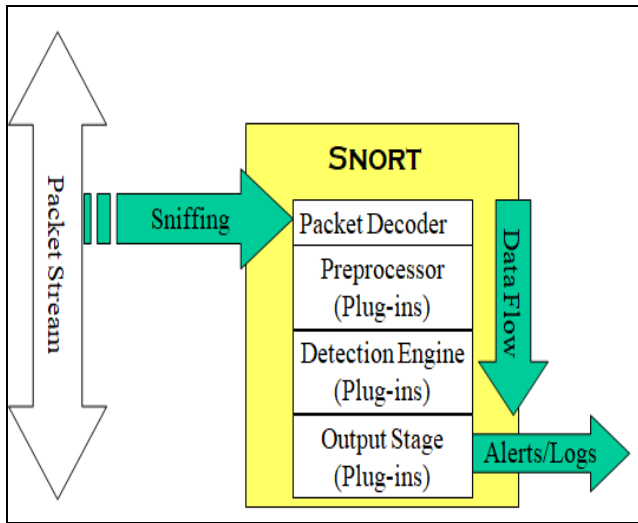 Packet Stream
Sniffing
SNORT
Packet Decoder
Preprocessor
(Plug-ins)
Detection Engine
(Plug-ins)
Output Stage
(Plug-ins)
Data Flow
Alerts/Logs